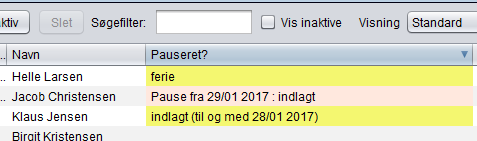 ktiv Slet Søgefilter: Vis inaktive Visning Standard
.. Navn Pauseret?
Helle Larsen ferie
.. Jacob Christensen Pause fra 29/01 2017 : indlagt
Klaus Jensen indlagt (til og med 28/01 2017)
Birgit Kristensen